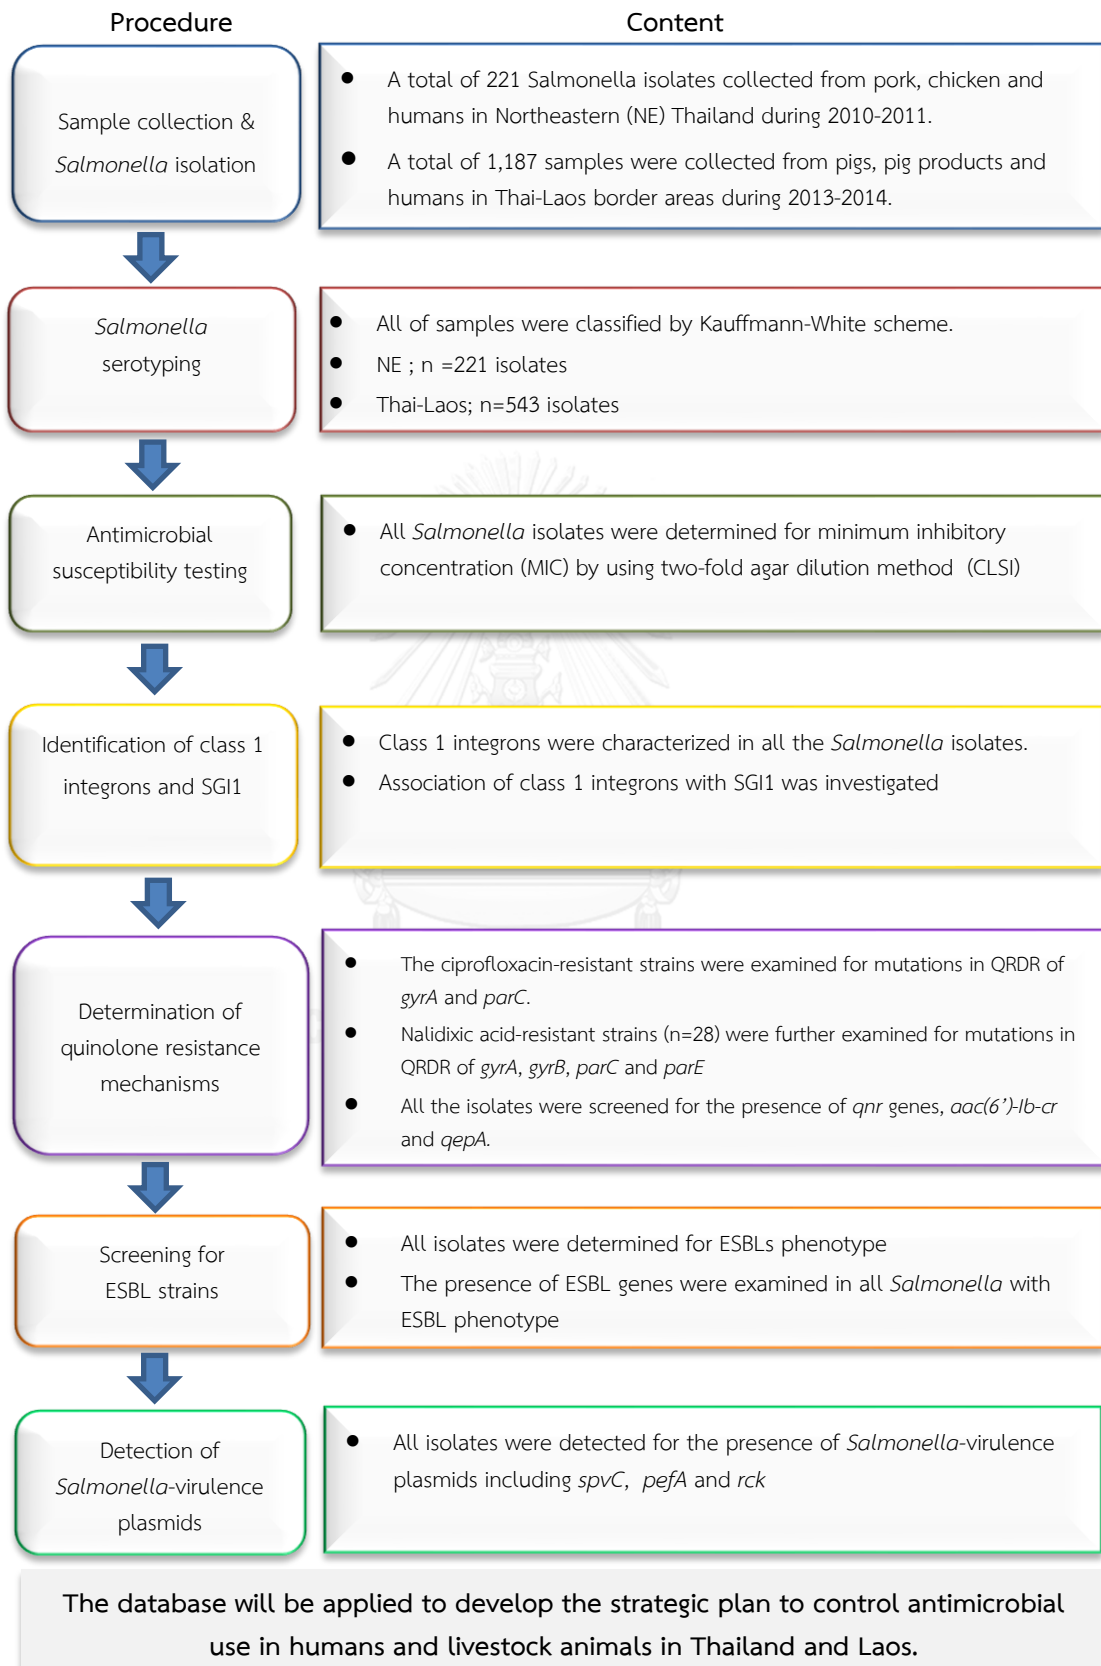 Procedure
Content
Sample collection &
Salmonella isolation
● A total of 221 Salmonella isolates collected from pork, chicken and
humans in Northeastern (NE) Thailand during 2010-2011.
● A total of 1,187 samples were collected from pigs, pig products and
humans in Thai-Laos border areas during 2013-2014.
Salmonella
serotyping
● All of samples were classified by Kauffmann-White scheme.
● NE ; n =221 isolates
● Thai-Laos; n=543 isolates
Antimicrobial
susceptibility testing
● All Salmonella isolates were determined for minimum inhibitory
concentration (MIC) by using two-fold agar dilution method (CLSI)
Identification of class 1
integrons and SGI1
● Class 1 integrons were characterized in all the Salmonella isolates.
● Association of class 1 integrons with SGI1 was investigated
Determination of
quinolone resistance
mechanisms
● The ciprofloxacin-resistant strains were examined for mutations in QRDR of
gyrA and parC.
● Nalidixic acid-resistant strains (n=28) were further examined for mutations in
QRDR of gyrA, gyrB, parC and parE
● All the isolates were screened for the presence of qnr genes, aac(6’)-Ib-cr
and qepA.
Screening for
ESBL strains
● All isolates were determined for ESBLs phenotype
● The presence of ESBL genes were examined in all Salmonella with
ESBL phenotype
Detection of
Salmonella-virulence
plasmids
● All isolates were detected for the presence of Salmonella-virulence
plasmids including spvC, pefA and rck
The database will be applied to develop the strategic plan to control antimicrobial
use in humans and livestock animals in Thailand and Laos.